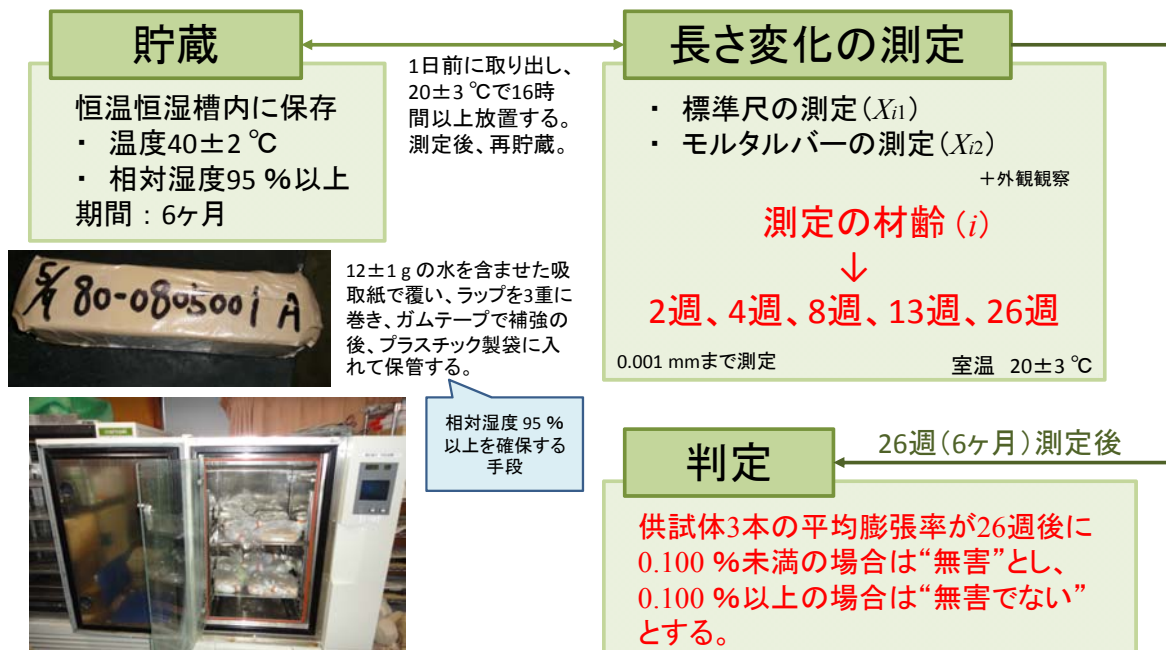 貯蔵
恒温恒湿槽内に保存
・ 温度40±2 ℃
・ 相対湿度95 %以上
期間：6ヶ月
1日前に取り出し、
20±3 ℃で16時
間以上放置する。
測定後、再貯蔵。
長さ変化の測定
・ 標準尺の測定(Xi1)
・ モルタルバーの測定(Xi2)
＋外観観察
測定の材齢 (i)
↓
2週、4週、8週、13週、26週
0.001 mmまで測定
室温 20±3 ℃
5/9 80-0805001 A
12±1 g の水を含ませた吸
取紙で覆い、ラップを3重に
巻き、ガムテープで補強の
後、プラスチック製袋に入
れて保管する。
相対湿度 95 %
以上を確保する
手段
26週(6ヶ月)測定後
判定
供試体3本の平均膨張率が26週後に
0.100 %未満の場合は“無害”とし、
0.100 %以上の場合は“無害でない”
とする。